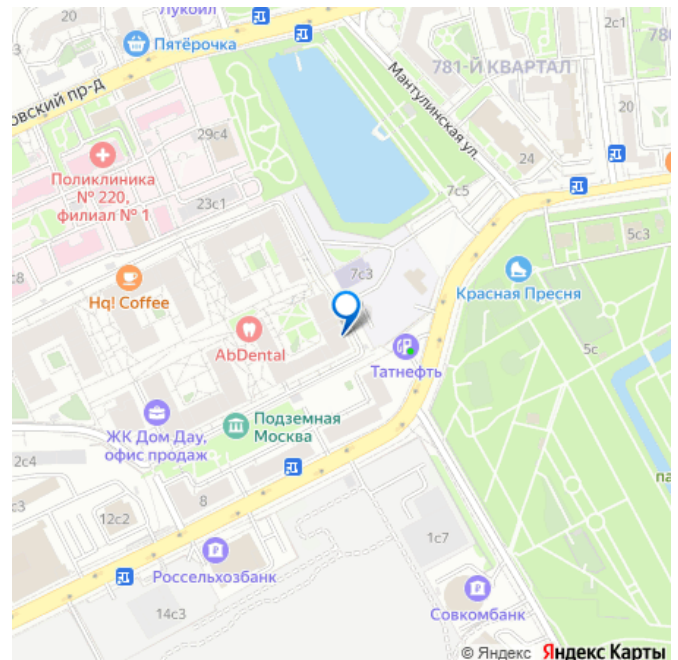 20
Лукойл
2с1
Пятёрочка
781-Й КВАРТАЛ
овский пр-д
Мантулинская ул.
20
29с4
24
Поликлиника
№ 220,
филиал № 1
7с5
23с1
5с3
с8
7с3
Hq! Coffee
Красная Пресня
AbDental
Татнефть
5с
ЖК Дом Дау,
офис продаж
Подземная
Москва
2с4
с3
8
12с2
1с7
Россельхозбанк
14с3
Совкомбанк
© Яндекс Яндекс Карты